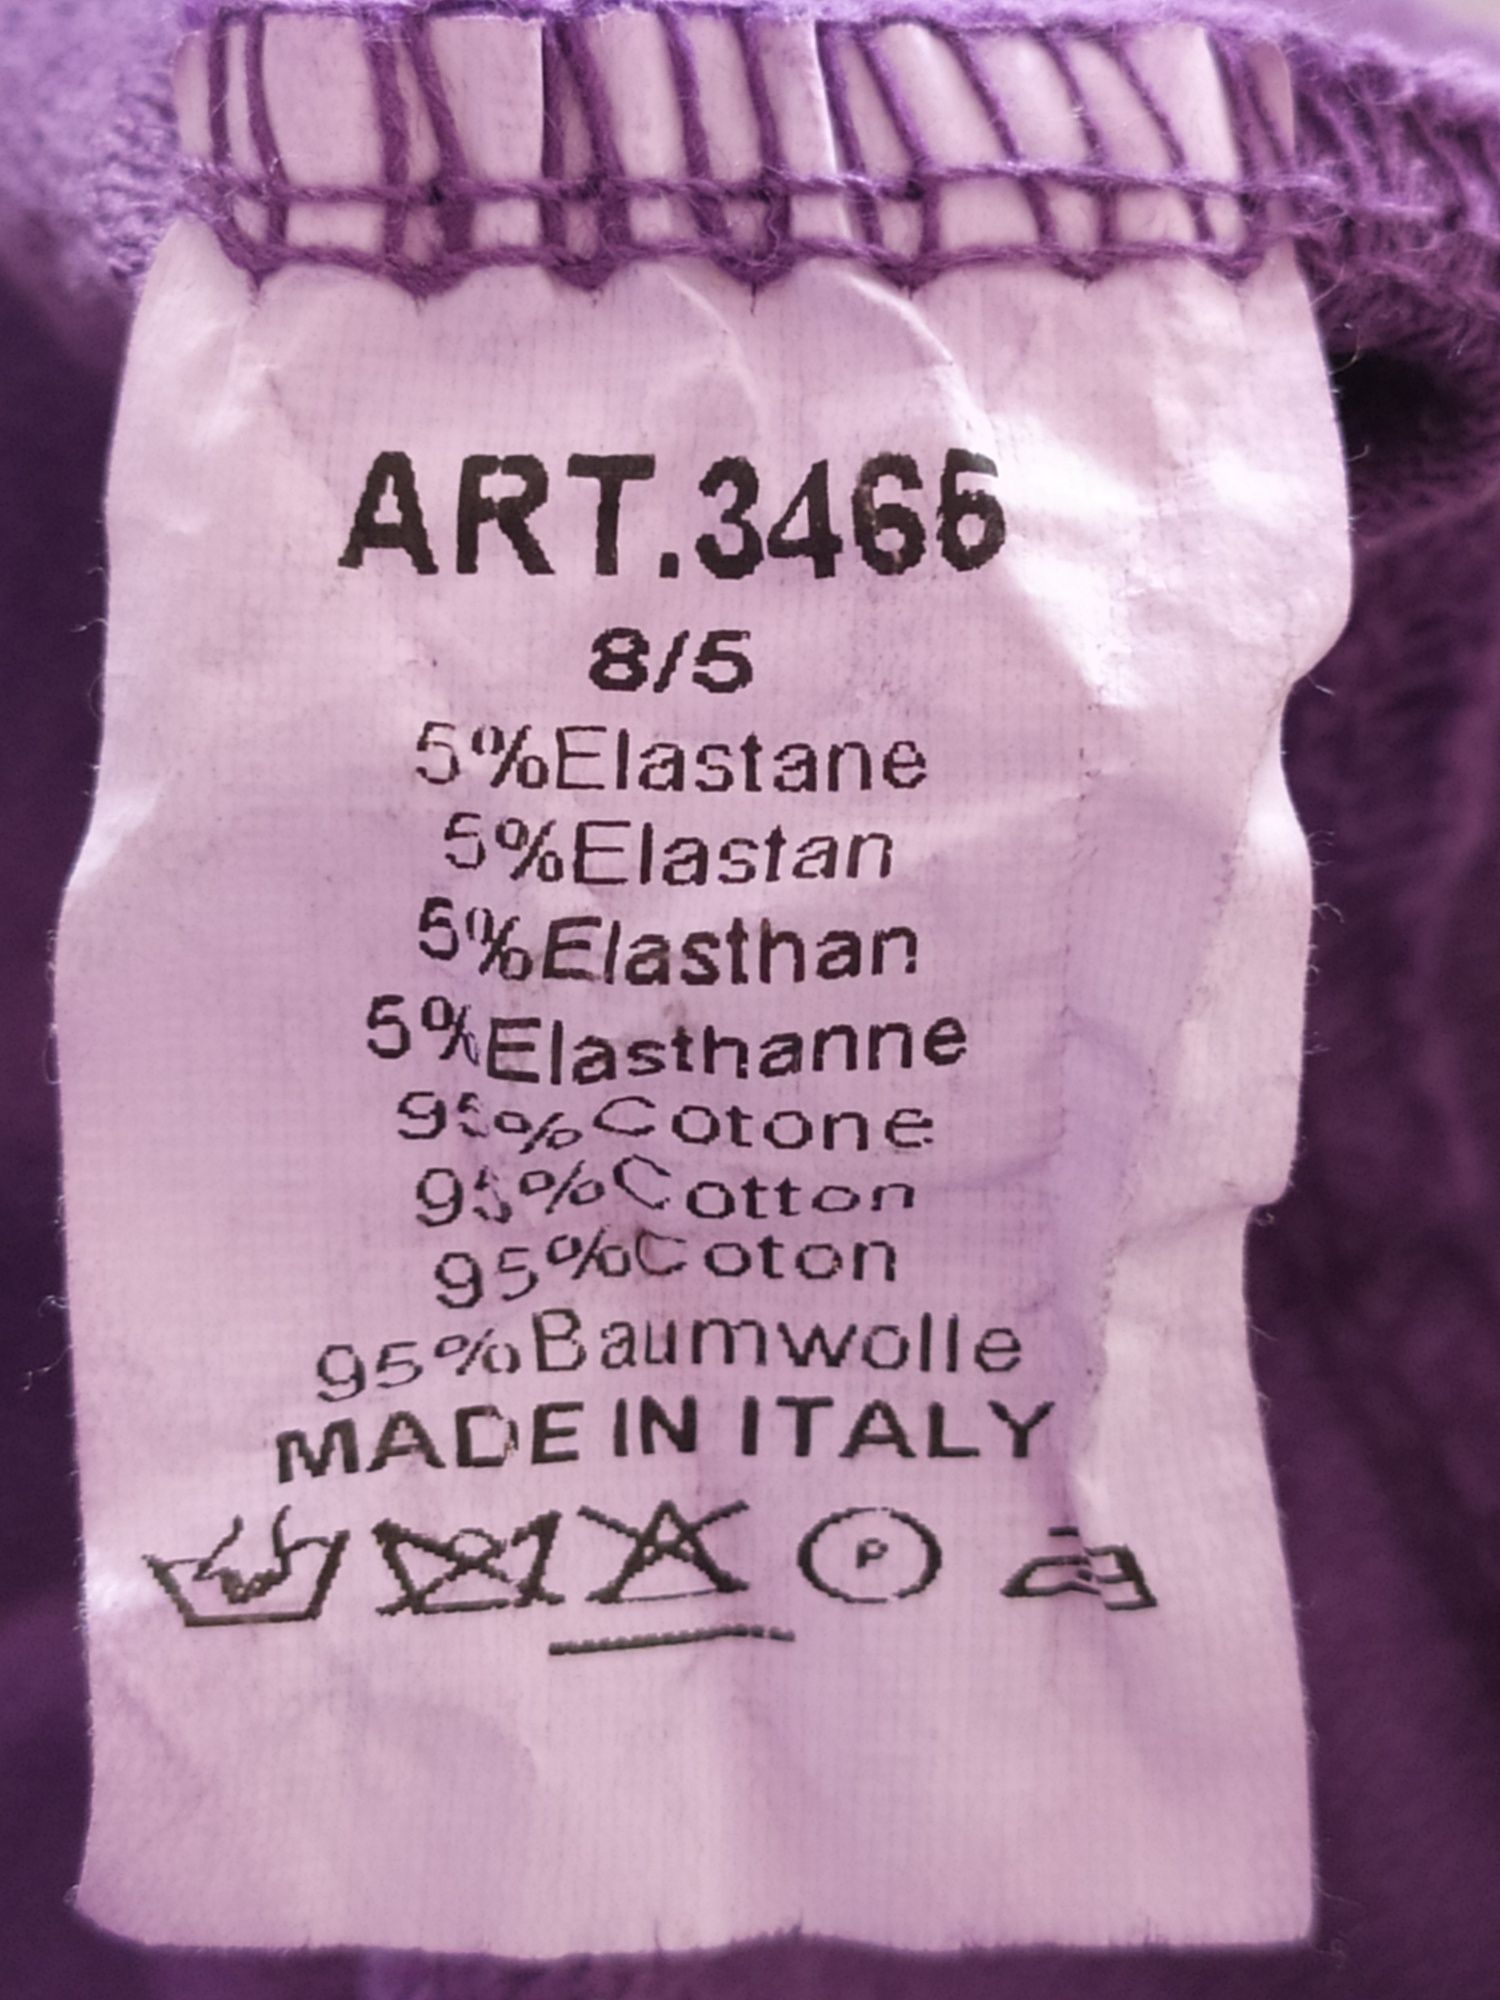 ART.3465
8/5
5%Elastane
5%Elastan
5%Elasthan
5%Elasthanne
95%Cotone
95%Cotton
95%Coton
95%Baumwolle
MADE IN ITALY
P